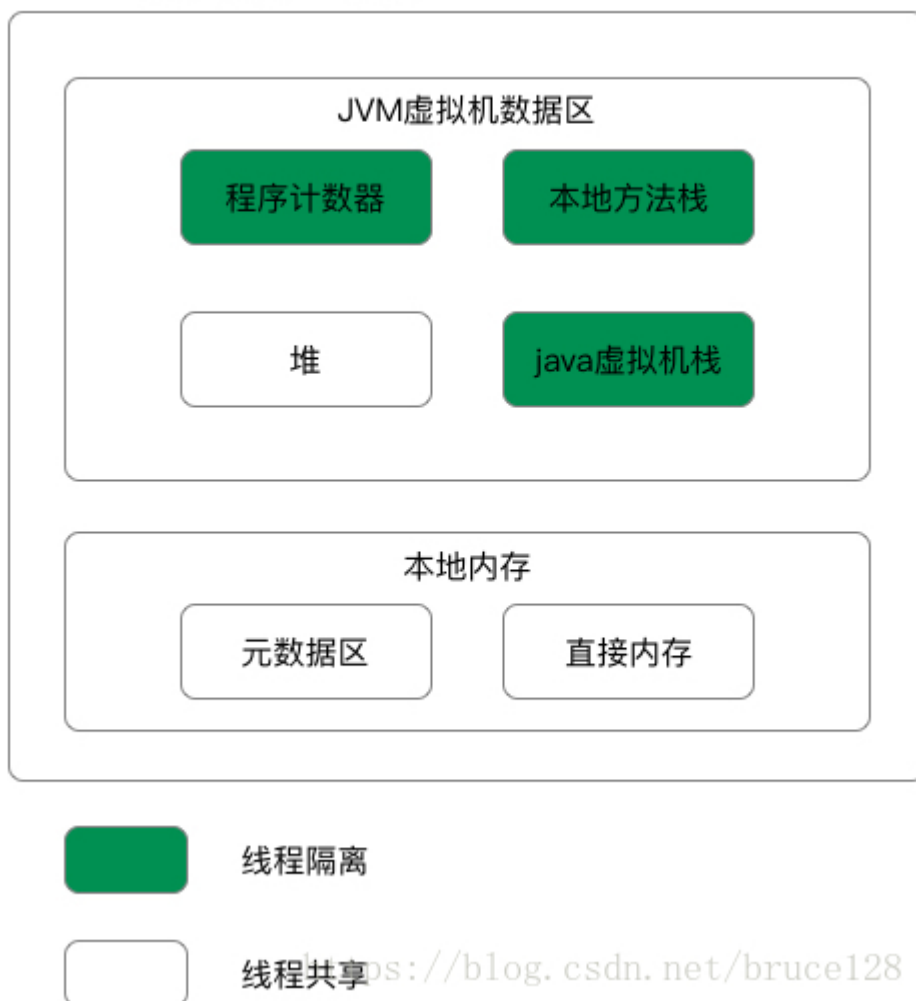 JVM虚拟机数据区
程序计数器
本地方法栈
堆
java虚拟机栈
本地内存
元数据区
直接内存
线程隔离
线程共享
ps://blog.csdn.net/bruce128